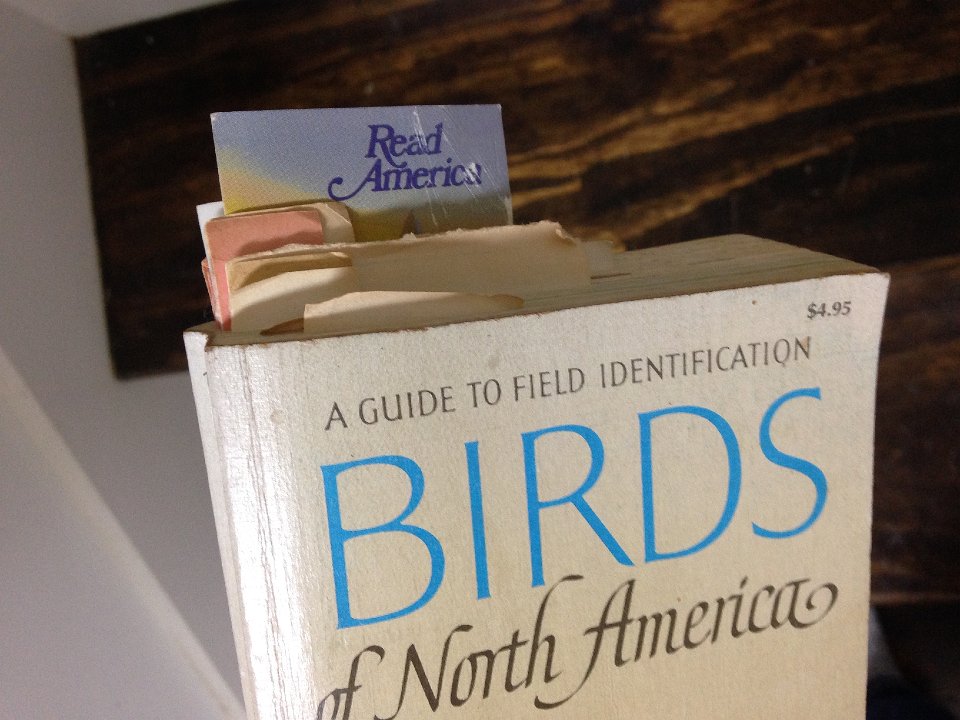 Read
America
$4.95
A GUIDE TO FIELD IDENTIFICATION
BIRDS
of North America